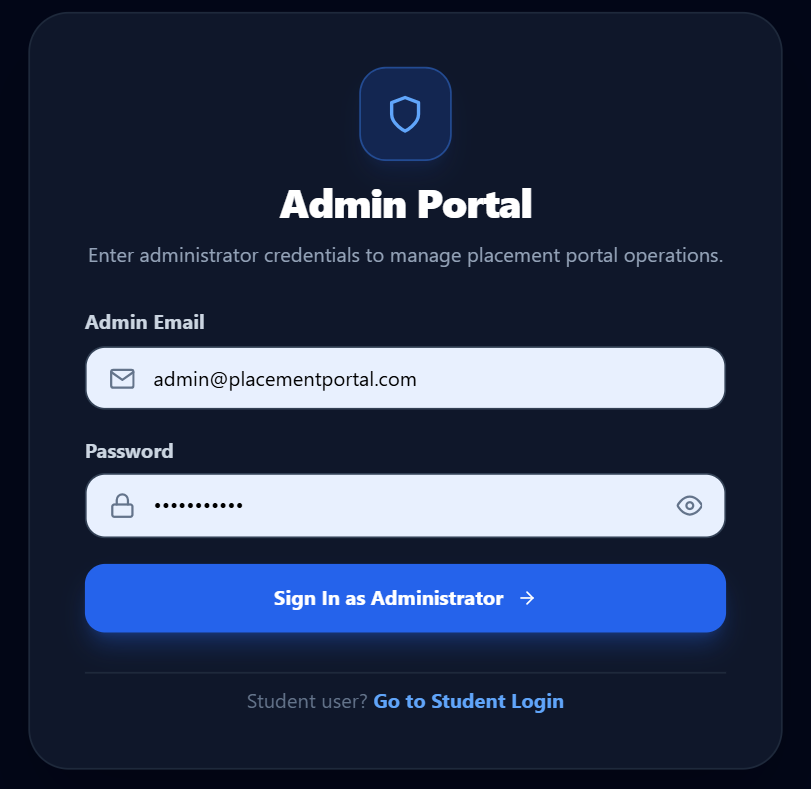 Admin Portal
Enter administrator credentials to manage placement portal operations.
Admin Email
admin@placementportal.com
Password
•••••••••••
Sign In as Administrator →
Student user? Go to Student Login